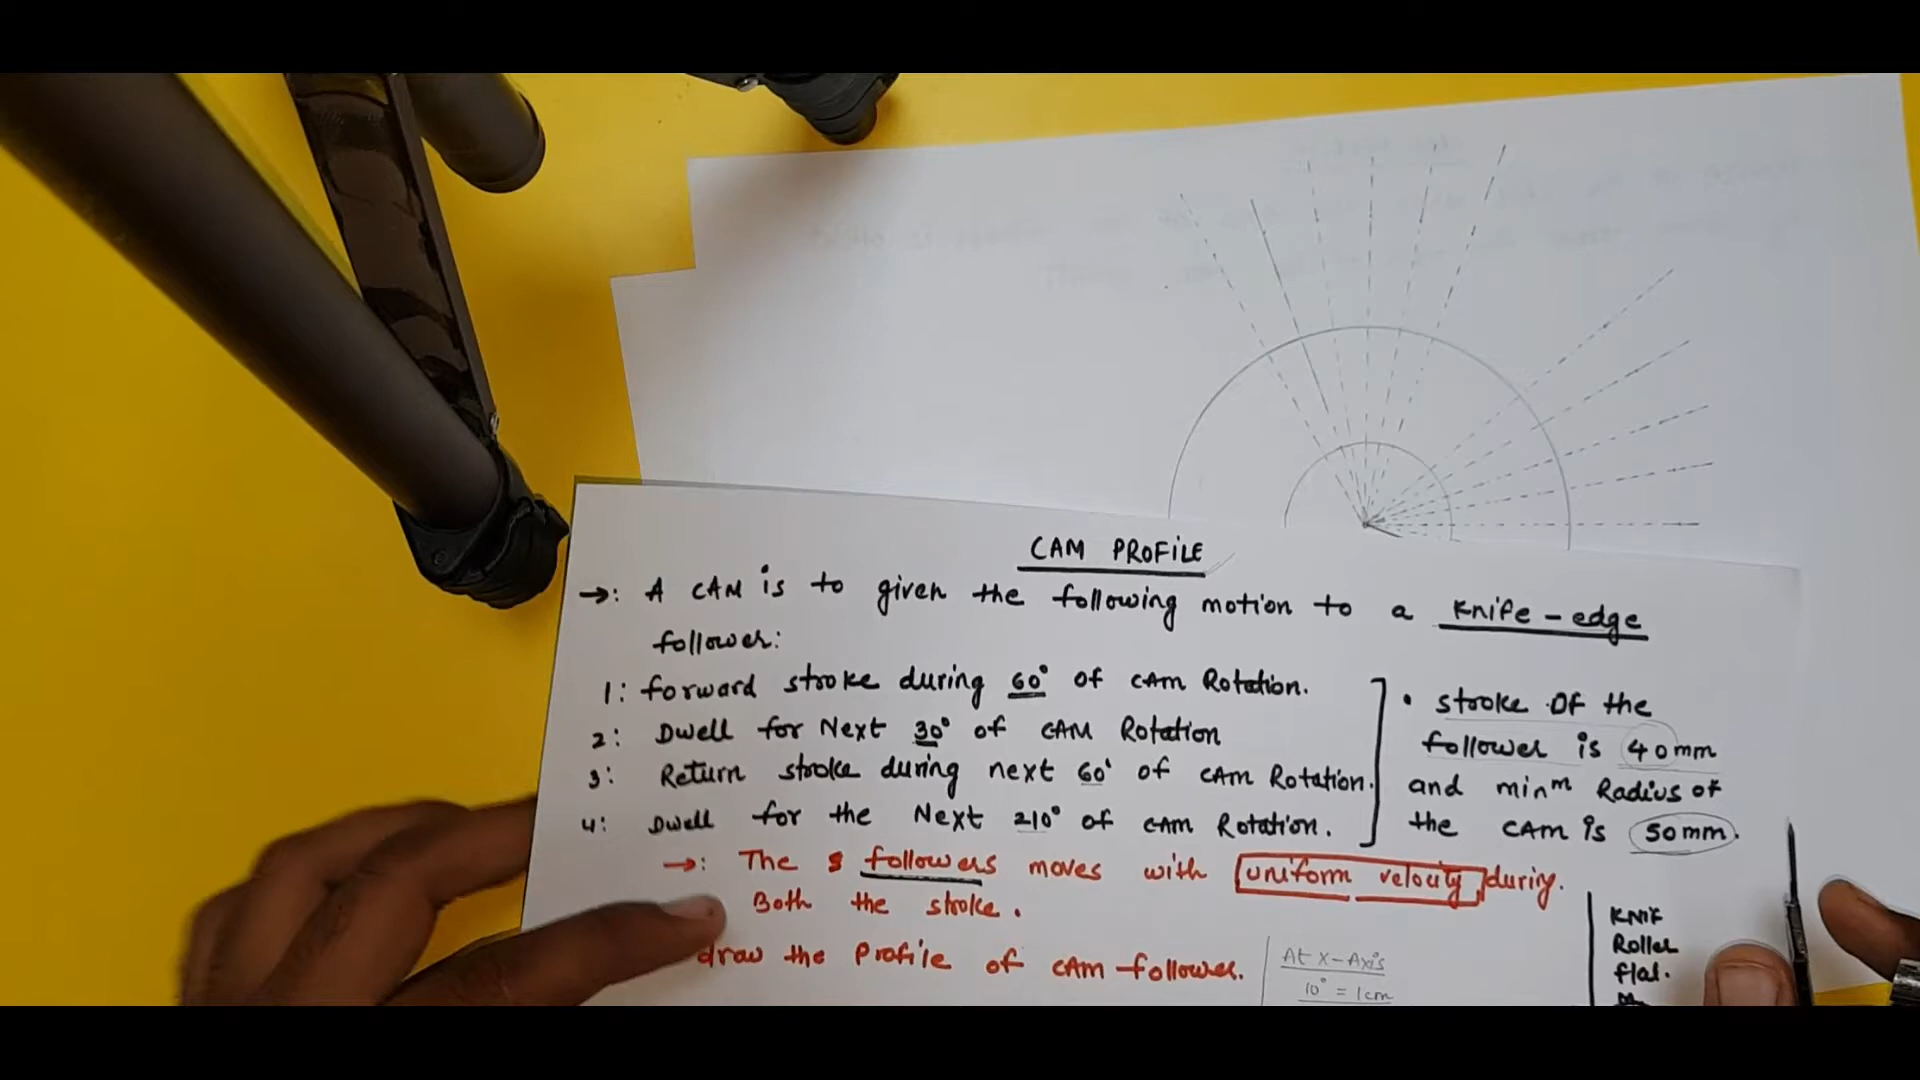 CAM PROFILE
→: A CAM is to given the following motion to a Knife-edge
follower:
1: forward stroke during 60° of CAM Rotation.
2: Dwell for Next 30° of CAM Rotation
3: Return stroke during next 60° of CAM Rotation.
4: Dwell for the Next 210° of CAM Rotation.
• stroke Of the
follower is 40mm
and minᵐ Radius of
the CAM is 50mm.
→: The followers moves with uniform velocity during.
Both the stroke.
draw the Profile of CAM-follower.
At X-Axis
10° = 1cm
KNIF
Roller
flat.